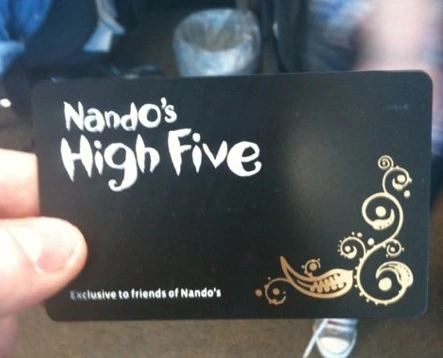 Nando's
High Five
Exclusive to friends of Nando's